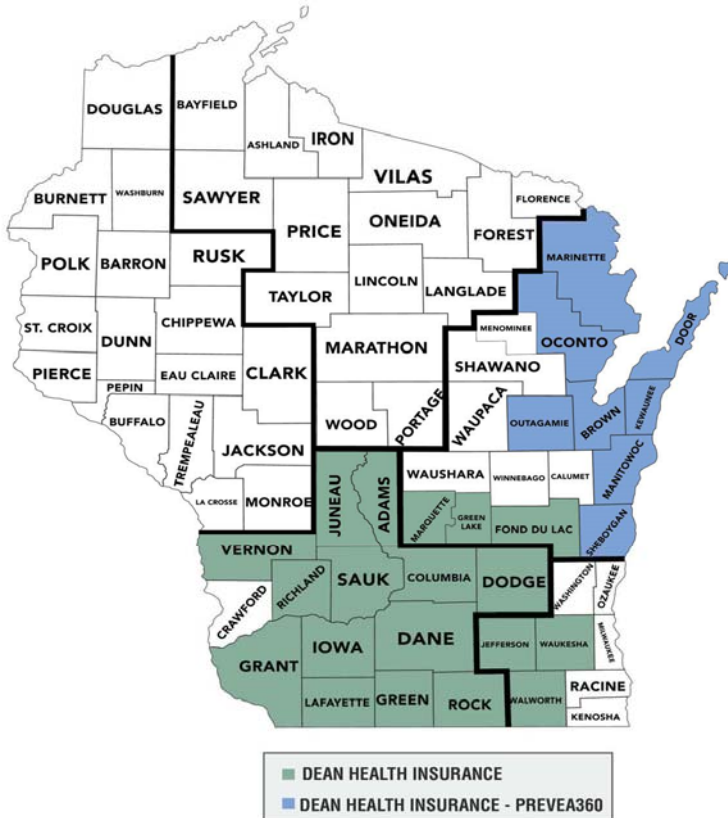 DOUGLAS
BAYFIELD
ASHLAND
IRON
VILAS
BURNETT
WASHBURN
SAWYER
PRICE
ONEIDA
FOREST
FLORENCE
MARINETTE
POLK
BARRON
RUSK
TAYLOR
LINCOLN
LANGLADE
MENOMINEE
OCONTO
DOOR
ST. CROIX
DUNN
CHIPPEWA
CLARK
MARATHON
SHAWANO
PIERCE
PEPIN
EAU CLAIRE
BUFFALO
TREMPEALEAU
JACKSON
WOOD
PORTAGE
WAUPACA
OUTAGAMIE
BROWN
KEWAUNEE
LA CROSSE
MONROE
JUNEAU
ADAMS
WAUSHARA
WINNEBAGO
CALUMET
MANITOWOC
MARQUETTE
GREEN
LAKE
FOND DU LAC
SHEBOYGAN
VERNON
CRAWFORD
RICHLAND
SAUK
COLUMBIA
DODGE
WASHINGTON
OZAUKEE
GRANT
IOWA
DANE
JEFFERSON
WAUKESHA
MILWAUKEE
LAFAYETTE
GREEN
ROCK
WALWORTH
RACINE
KENOSHA
DEAN HEALTH INSURANCE
DEAN HEALTH INSURANCE - PREVEA360